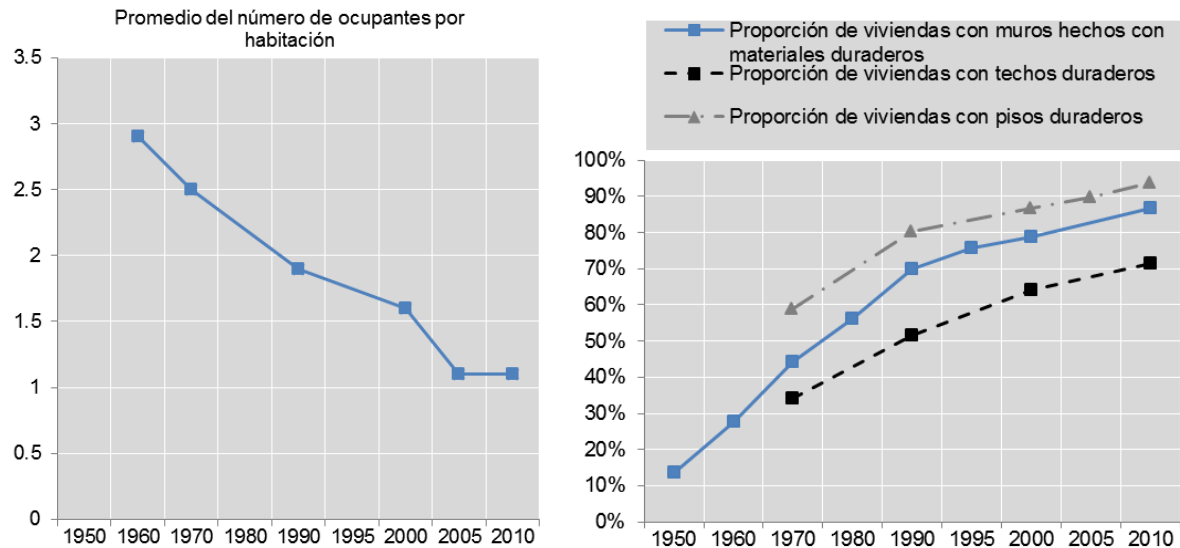 Promedio del número de ocupantes por
habitación
3.5
3
2.5
2
1.5
1
0.5
0
1950 1960 1970 1980 1990 1995 2000 2005 2010
Proporción de viviendas con muros hechos con
materiales duraderos
Proporción de viviendas con techos duraderos
Proporción de viviendas con pisos duraderos
100%
90%
80%
70%
60%
50%
40%
30%
20%
10%
0%
1950 1960 1970 1980 1990 1995 2000 2005 2010